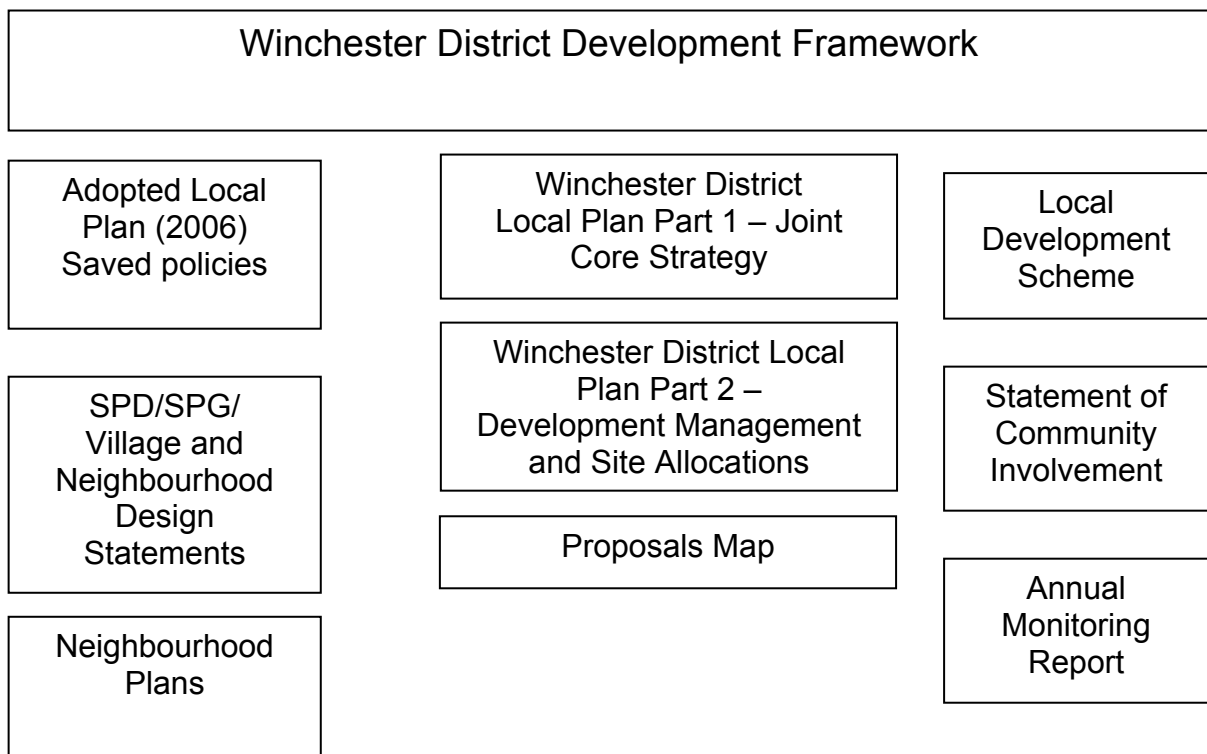 Winchester District Development Framework
Adopted Local
Plan (2006)
Saved policies
SPD/SPG/
Village and
Neighbourhood
Design
Statements
Neighbourhood
Plans
Winchester District
Local Plan Part 1 – Joint
Core Strategy
Winchester District Local
Plan Part 2 –
Development Management
and Site Allocations
Proposals Map
Local
Development
Scheme
Statement of
Community
Involvement
Annual
Monitoring
Report